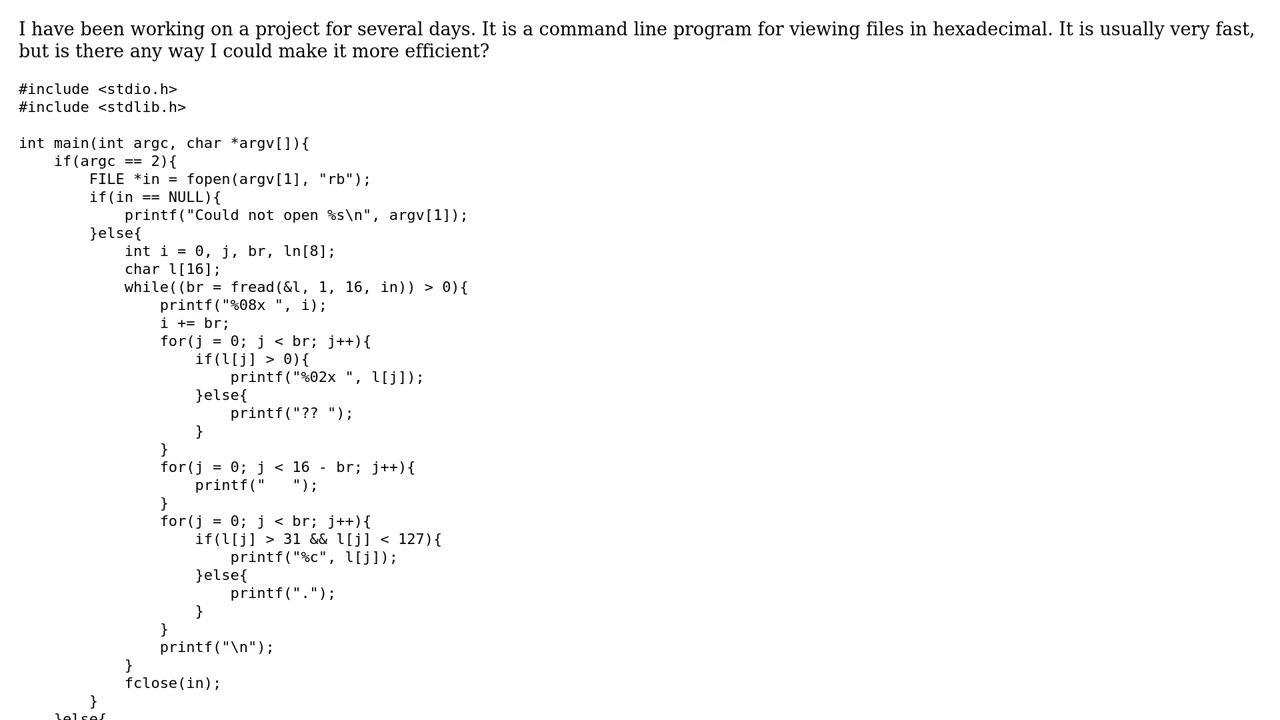 I have been working on a project for several days. It is a command line program for viewing files in hexadecimal. It is usually very fast,
but is there any way I could make it more efficient?
#include <stdio.h>
#include <stdlib.h>
int main(int argc, char *argv[]){
    if(argc == 2){
        FILE *in = fopen(argv[1], "rb");
        if(in == NULL){
            printf("Could not open %s\n", argv[1]);
        }else{
            int i = 0, j, br, ln[8];
            char l[16];
            while((br = fread(&l, 1, 16, in)) > 0){
                printf("%08x ", i);
                i += br;
                for(j = 0; j < br; j++){
                    if(l[j] > 0){
                        printf("%02x ", l[j]);
                    }else{
                        printf("?? ");
                    }
                }
                for(j = 0; j < 16 - br; j++){
                    printf("   ");
                }
                for(j = 0; j < br; j++){
                    if(l[j] > 31 && l[j] < 127){
                        printf("%c", l[j]);
                    }else{
                        printf(".");
                    }
                }
                printf("\n");
            }
            fclose(in);
        }
    }else{